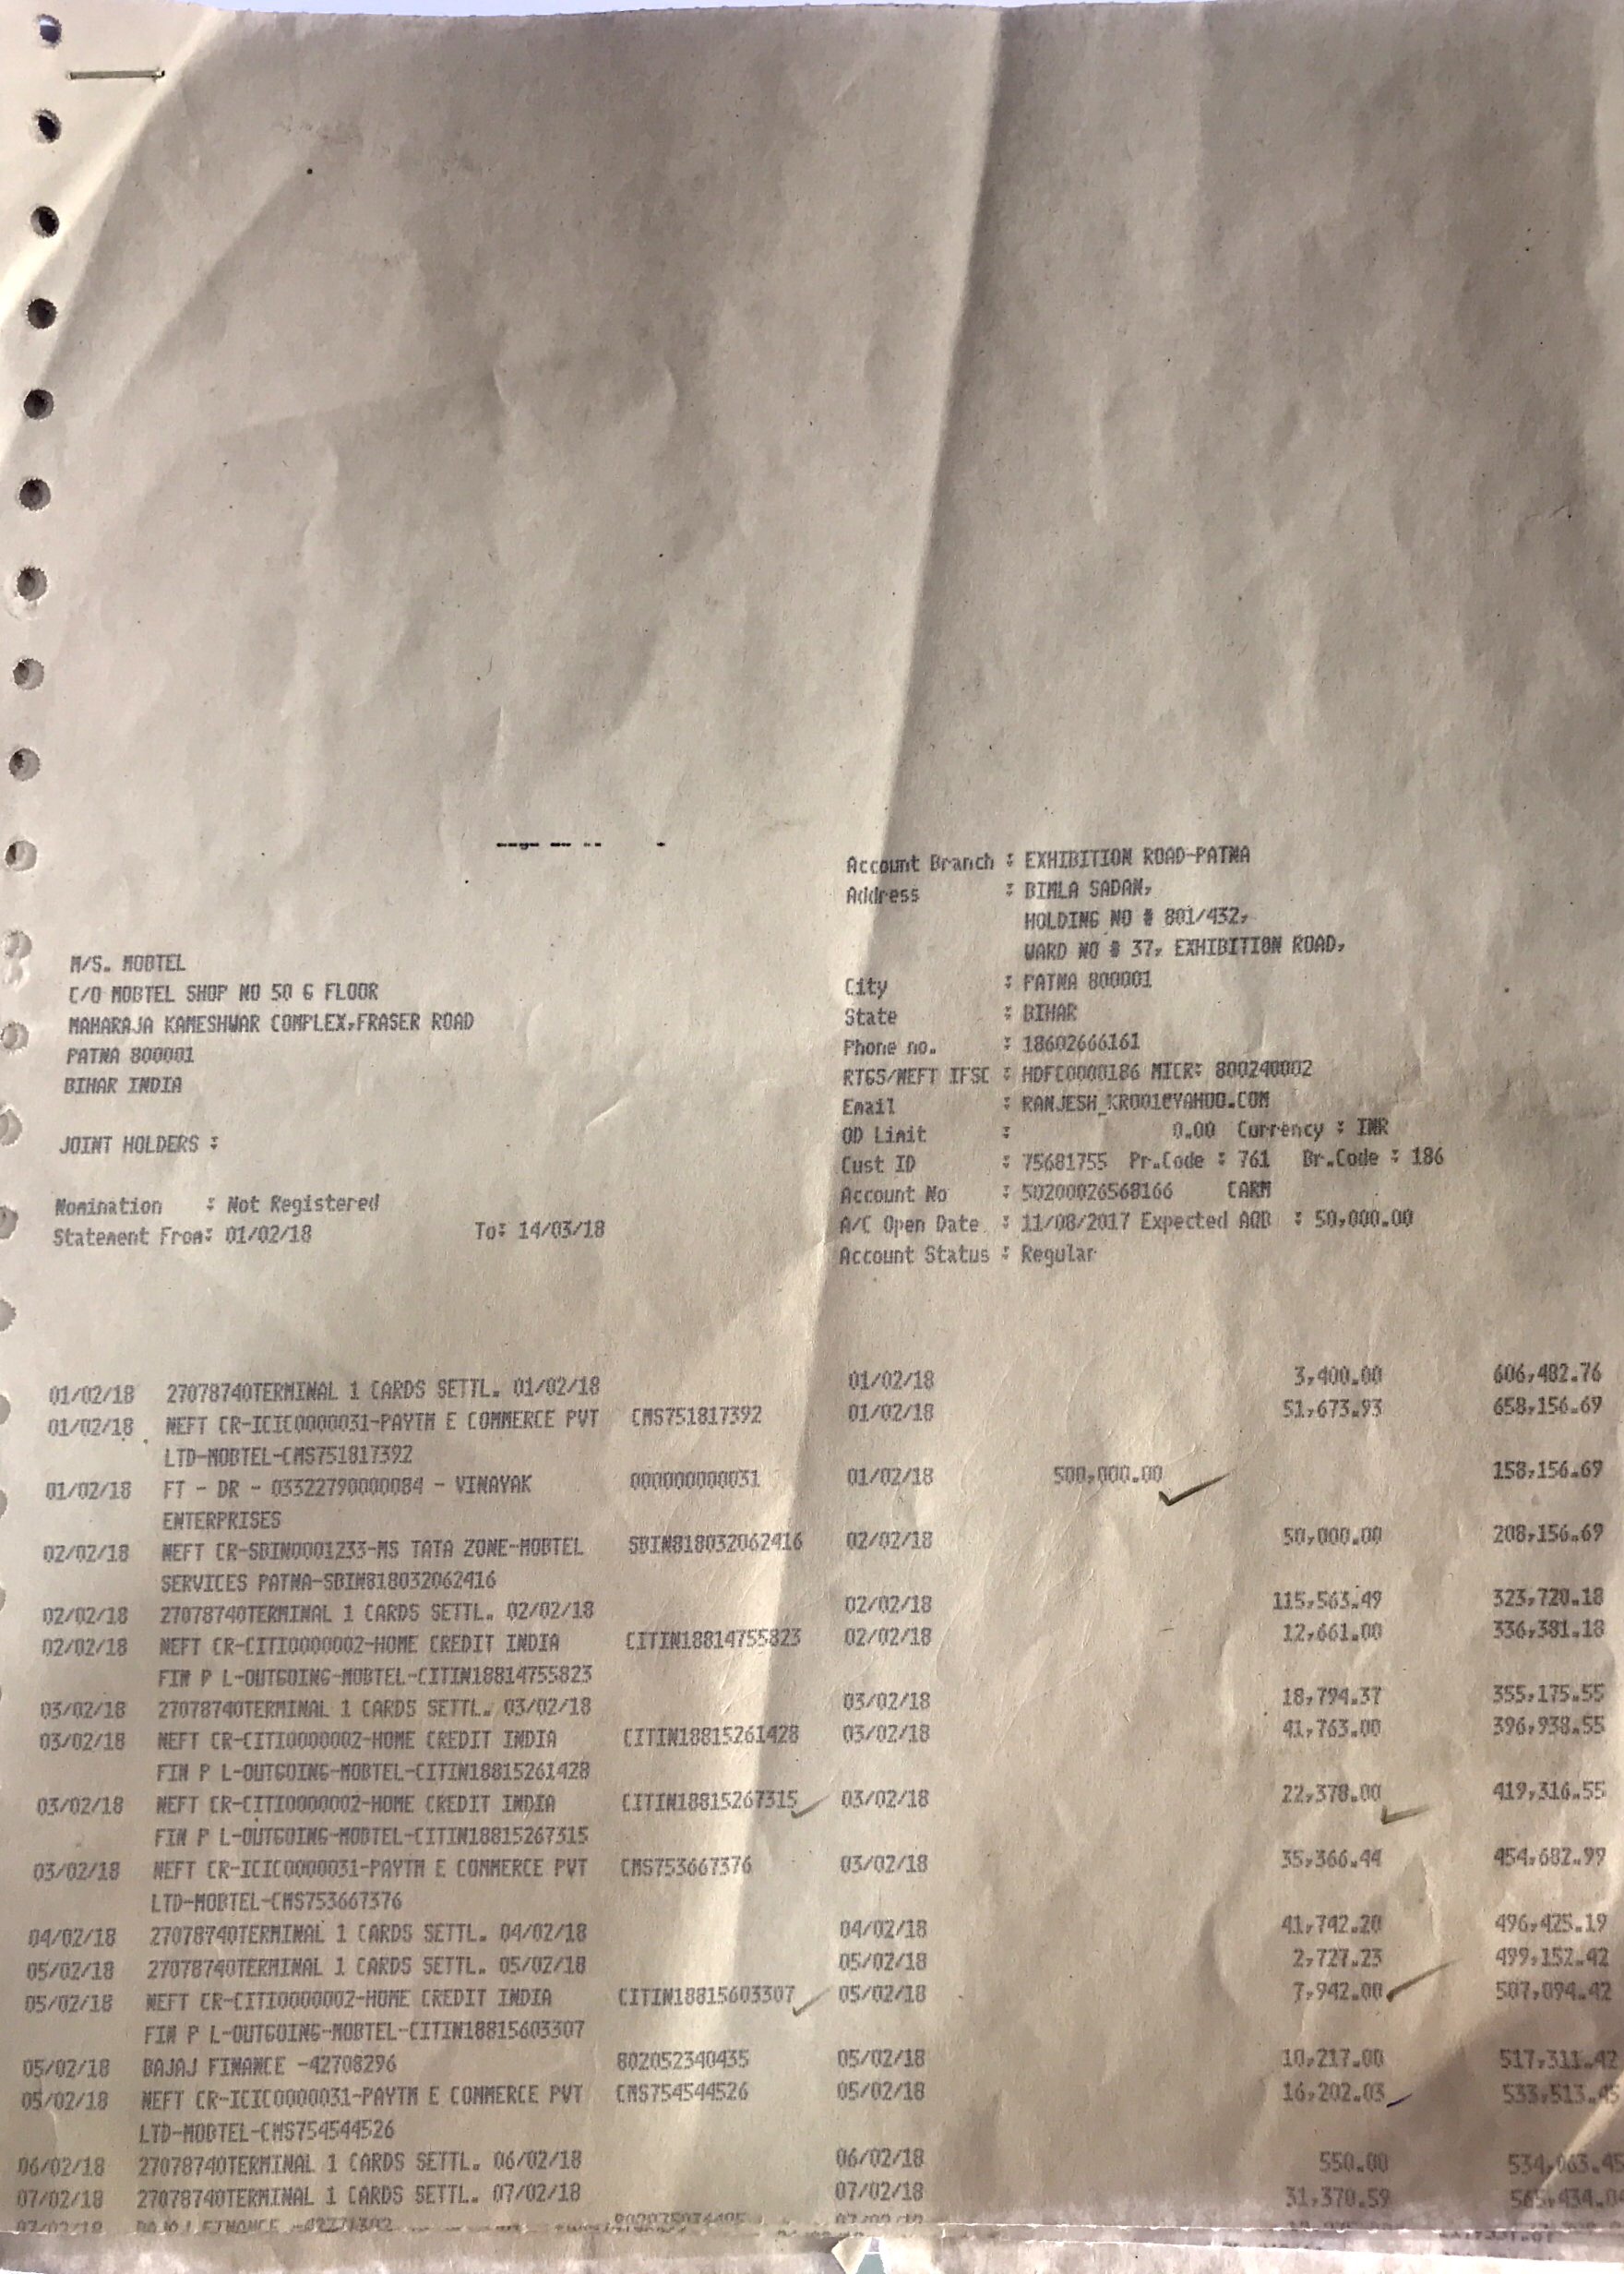 Account Branch : EXHIBITION ROAD-PATNA
Address : BIMLA SADAN,
HOLDING NO # 801/432,
WARD NO # 37, EXHIBITION ROAD,
M/S. MOBTEL
C/O MOBTEL SHOP NO 50 G FLOOR
MAHARAJA KAMESHWAR COMPLEX,FRASER ROAD
PATNA 800001
BIHAR INDIA
JOINT HOLDERS :
Nomination : Not Registered
Statement From: 01/02/18 To: 14/03/18
City : PATNA 800001
State : BIHAR
Phone no. : 18602666161
RTGS/NEFT IFSC : HDFC0000186 MICR: 800240002
Email : RANJESH_KR001@YAHOO.COM
OD Limit : 0.00 Currency : INR
Cust ID : 75681755 Pr.Code : 761 Br.Code : 186
Account No : 50200026568166 CARM
A/C Open Date : 11/08/2017 Expected AQB : 50,000.00
Account Status : Regular
01/02/18 27078740TERMINAL 1 CARDS SETTL. 01/02/18 01/02/18 3,400.00 606,482.76
01/02/18 NEFT CR-ICIC0000031-PAYTM E COMMERCE PVT CMS751817392 01/02/18 51,673.93 658,156.69
LTD-MOBTEL-CMS751817392
01/02/18 FT - DR - 03322790000084 - VINAYAK 000000000031 01/02/18 500,000.00 158,156.69
ENTERPRISES
02/02/18 NEFT CR-SBIN0001233-MS TATA ZONE-MOBTEL SBIN818032062416 02/02/18 50,000.00 208,156.69
SERVICES PATNA-SBIN818032062416
02/02/18 27078740TERMINAL 1 CARDS SETTL. 02/02/18 02/02/18 115,563.49 323,720.18
02/02/18 NEFT CR-CITI0000002-HOME CREDIT INDIA CITIN18814755823 02/02/18 12,661.00 336,381.18
FIN P L-OUTGOING-MOBTEL-CITIN18814755823
03/02/18 27078740TERMINAL 1 CARDS SETTL. 03/02/18 03/02/18 18,794.37 355,175.55
03/02/18 NEFT CR-CITI0000002-HOME CREDIT INDIA CITIN18815261428 03/02/18 41,763.00 396,938.55
FIN P L-OUTGOING-MOBTEL-CITIN18815261428
03/02/18 NEFT CR-CITI0000002-HOME CREDIT INDIA CITIN18815267315 03/02/18 22,378.00 419,316.55
FIN P L-OUTGOING-MOBTEL-CITIN18815267315
03/02/18 NEFT CR-ICIC0000031-PAYTM E COMMERCE PVT CMS753667376 03/02/18 35,366.44 454,682.99
LTD-MOBTEL-CMS753667376
04/02/18 27078740TERMINAL 1 CARDS SETTL. 04/02/18 04/02/18 41,742.20 496,425.19
05/02/18 27078740TERMINAL 1 CARDS SETTL. 05/02/18 05/02/18 2,727.23 499,152.42
05/02/18 NEFT CR-CITI0000002-HOME CREDIT INDIA CITIN18815603307 05/02/18 7,942.00 507,094.42
FIN P L-OUTGOING-MOBTEL-CITIN18815603307
05/02/18 BAJAJ FINANCE -42708296 802052340435 05/02/18 10,217.00 517,311.42
05/02/18 NEFT CR-ICIC0000031-PAYTM E COMMERCE PVT CMS754544526 05/02/18 16,202.03 533,513.45
LTD-MOBTEL-CMS754544526
06/02/18 27078740TERMINAL 1 CARDS SETTL. 06/02/18 06/02/18 550.00 534,063.45
07/02/18 27078740TERMINAL 1 CARDS SETTL. 07/02/18 07/02/18 31,370.59 565,434.04
07/02/18 BAJAJ FINANCE 07/02/18